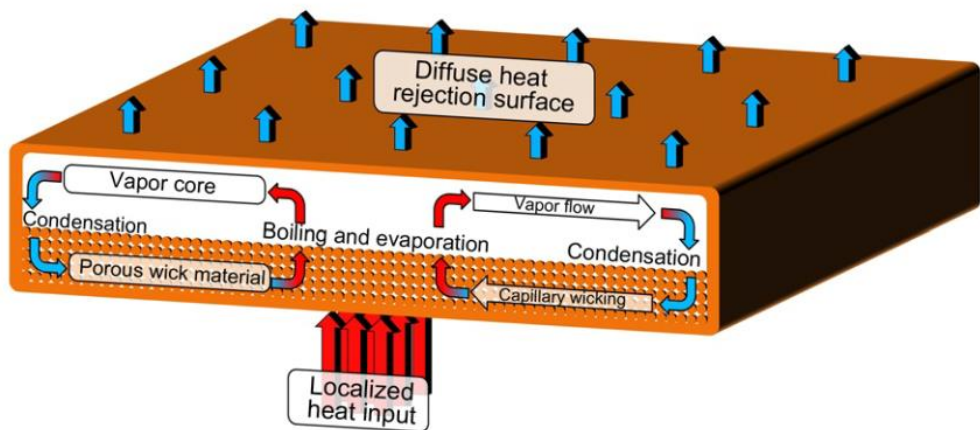 Diffuse heat
rejection surface
Vapor core
Vapor flow
Condensation
Boiling and evaporation
Condensation
Porous wick material
Capillary wicking
Localized
heat input